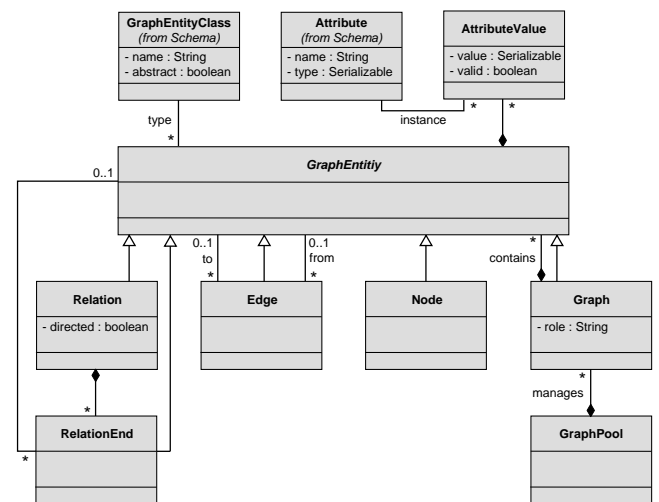 GraphEntityClass
(from Schema)
- name : String
- abstract : boolean
Attribute
(from Schema)
- name : String
- type : Serializable
AttributeValue
- value : Serializable
- valid : boolean
type
*
instance
*
*
GraphEntitiy
0..1
0..1
to
*
0..1
from
*
*
contains
Relation
- directed : boolean
Edge
Node
Graph
- role : String
*
RelationEnd
*
*
manages
GraphPool